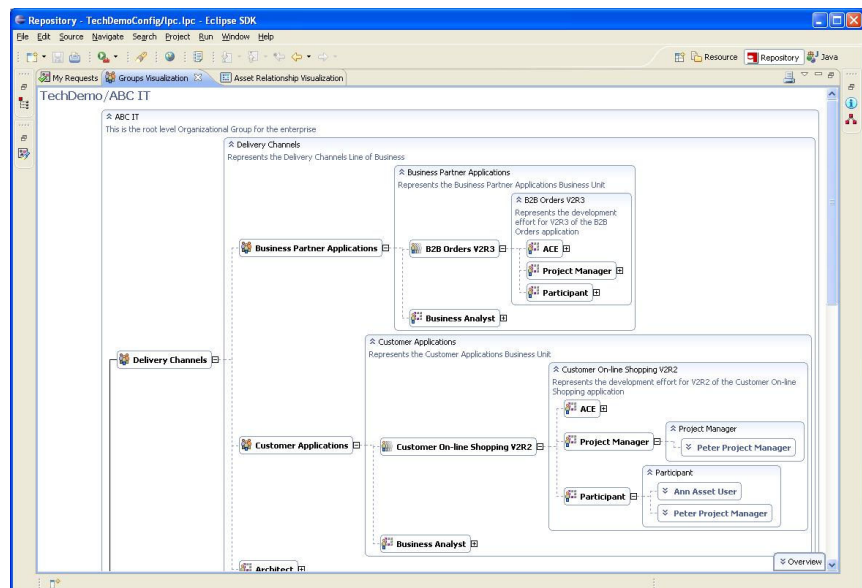 Repository - TechDemoConfig/lpc.lpc - Eclipse SDK
File Edit Source Navigate Search Project Run Window Help
Resource Repository Java
My Requests Groups Visualization Asset Relationship Visualization
TechDemo/ABC IT
ABC IT
This is the root level Organizational Group for the enterprise
Delivery Channels
Represents the Delivery Channels Line of Business
Business Partner Applications
Represents the Business Partner Applications Business Unit
B2B Orders V2R3
Represents the development
effort for V2R3 of the B2B
Orders application
Business Partner Applications
B2B Orders V2R3
ACE
Project Manager
Participant
Business Analyst
Customer Applications
Represents the Customer Applications Business Unit
Delivery Channels
Customer On-line Shopping V2R2
Represents the development effort for V2R2 of the Customer On-line
Shopping application
ACE
Project Manager
Customer Applications
Customer On-line Shopping V2R2
Project Manager
Peter Project Manager
Participant
Participant
Ann Asset User
Peter Project Manager
Business Analyst
Architect
Overview